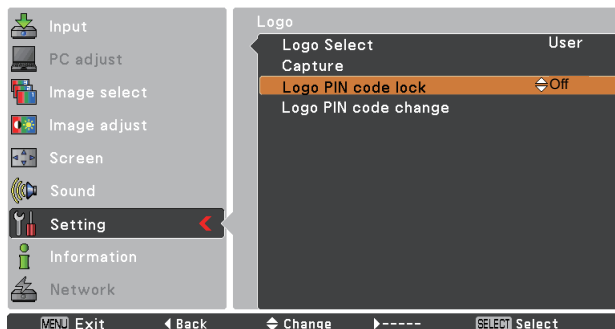 Input
PC adjust
Image select
Image adjust
Screen
Sound
Setting
Information
Network
Logo
Logo Select User
Capture
Logo PIN code lock Off
Logo PIN code change
MENU Exit Back Change ----- SELECT Select